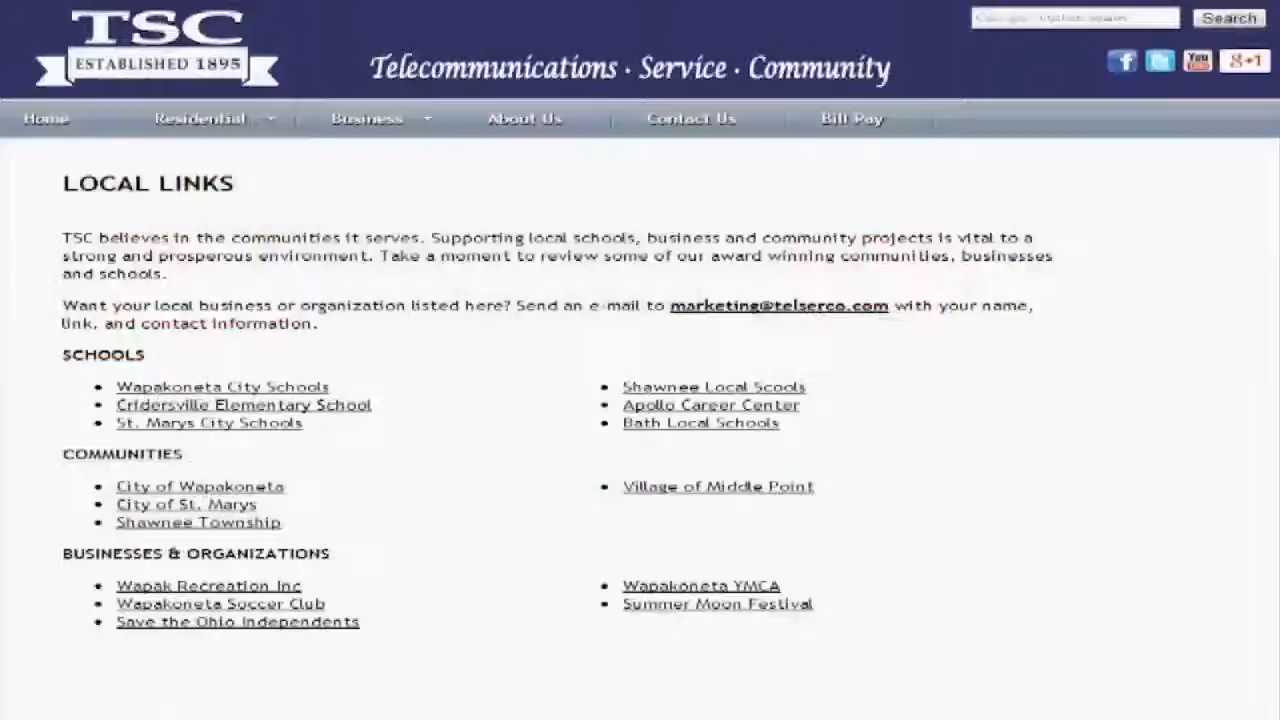 TSC
ESTABLISHED 1895
Telecommunications · Service · Community
Search
You
g+1
Home Residential Business About Us Contact Us Bill Pay
LOCAL LINKS
TSC believes in the communities it serves. Supporting local schools, business and community projects is vital to a
strong and prosperous environment. Take a moment to review some of our award winning communities, businesses
and schools.
Want your local business or organization listed here? Send an e-mail to marketing@telserco.com with your name,
link, and contact information.
SCHOOLS
Wapakoneta City Schools
Cridersville Elementary School
St. Marys City Schools
Shawnee Local Scools
Apollo Career Center
Bath Local Schools
COMMUNITIES
City of Wapakoneta
City of St. Marys
Shawnee Township
Village of Middle Point
BUSINESSES & ORGANIZATIONS
Wapak Recreation Inc
Wapakoneta Soccer Club
Save the Ohio Independents
Wapakoneta YMCA
Summer Moon Festival